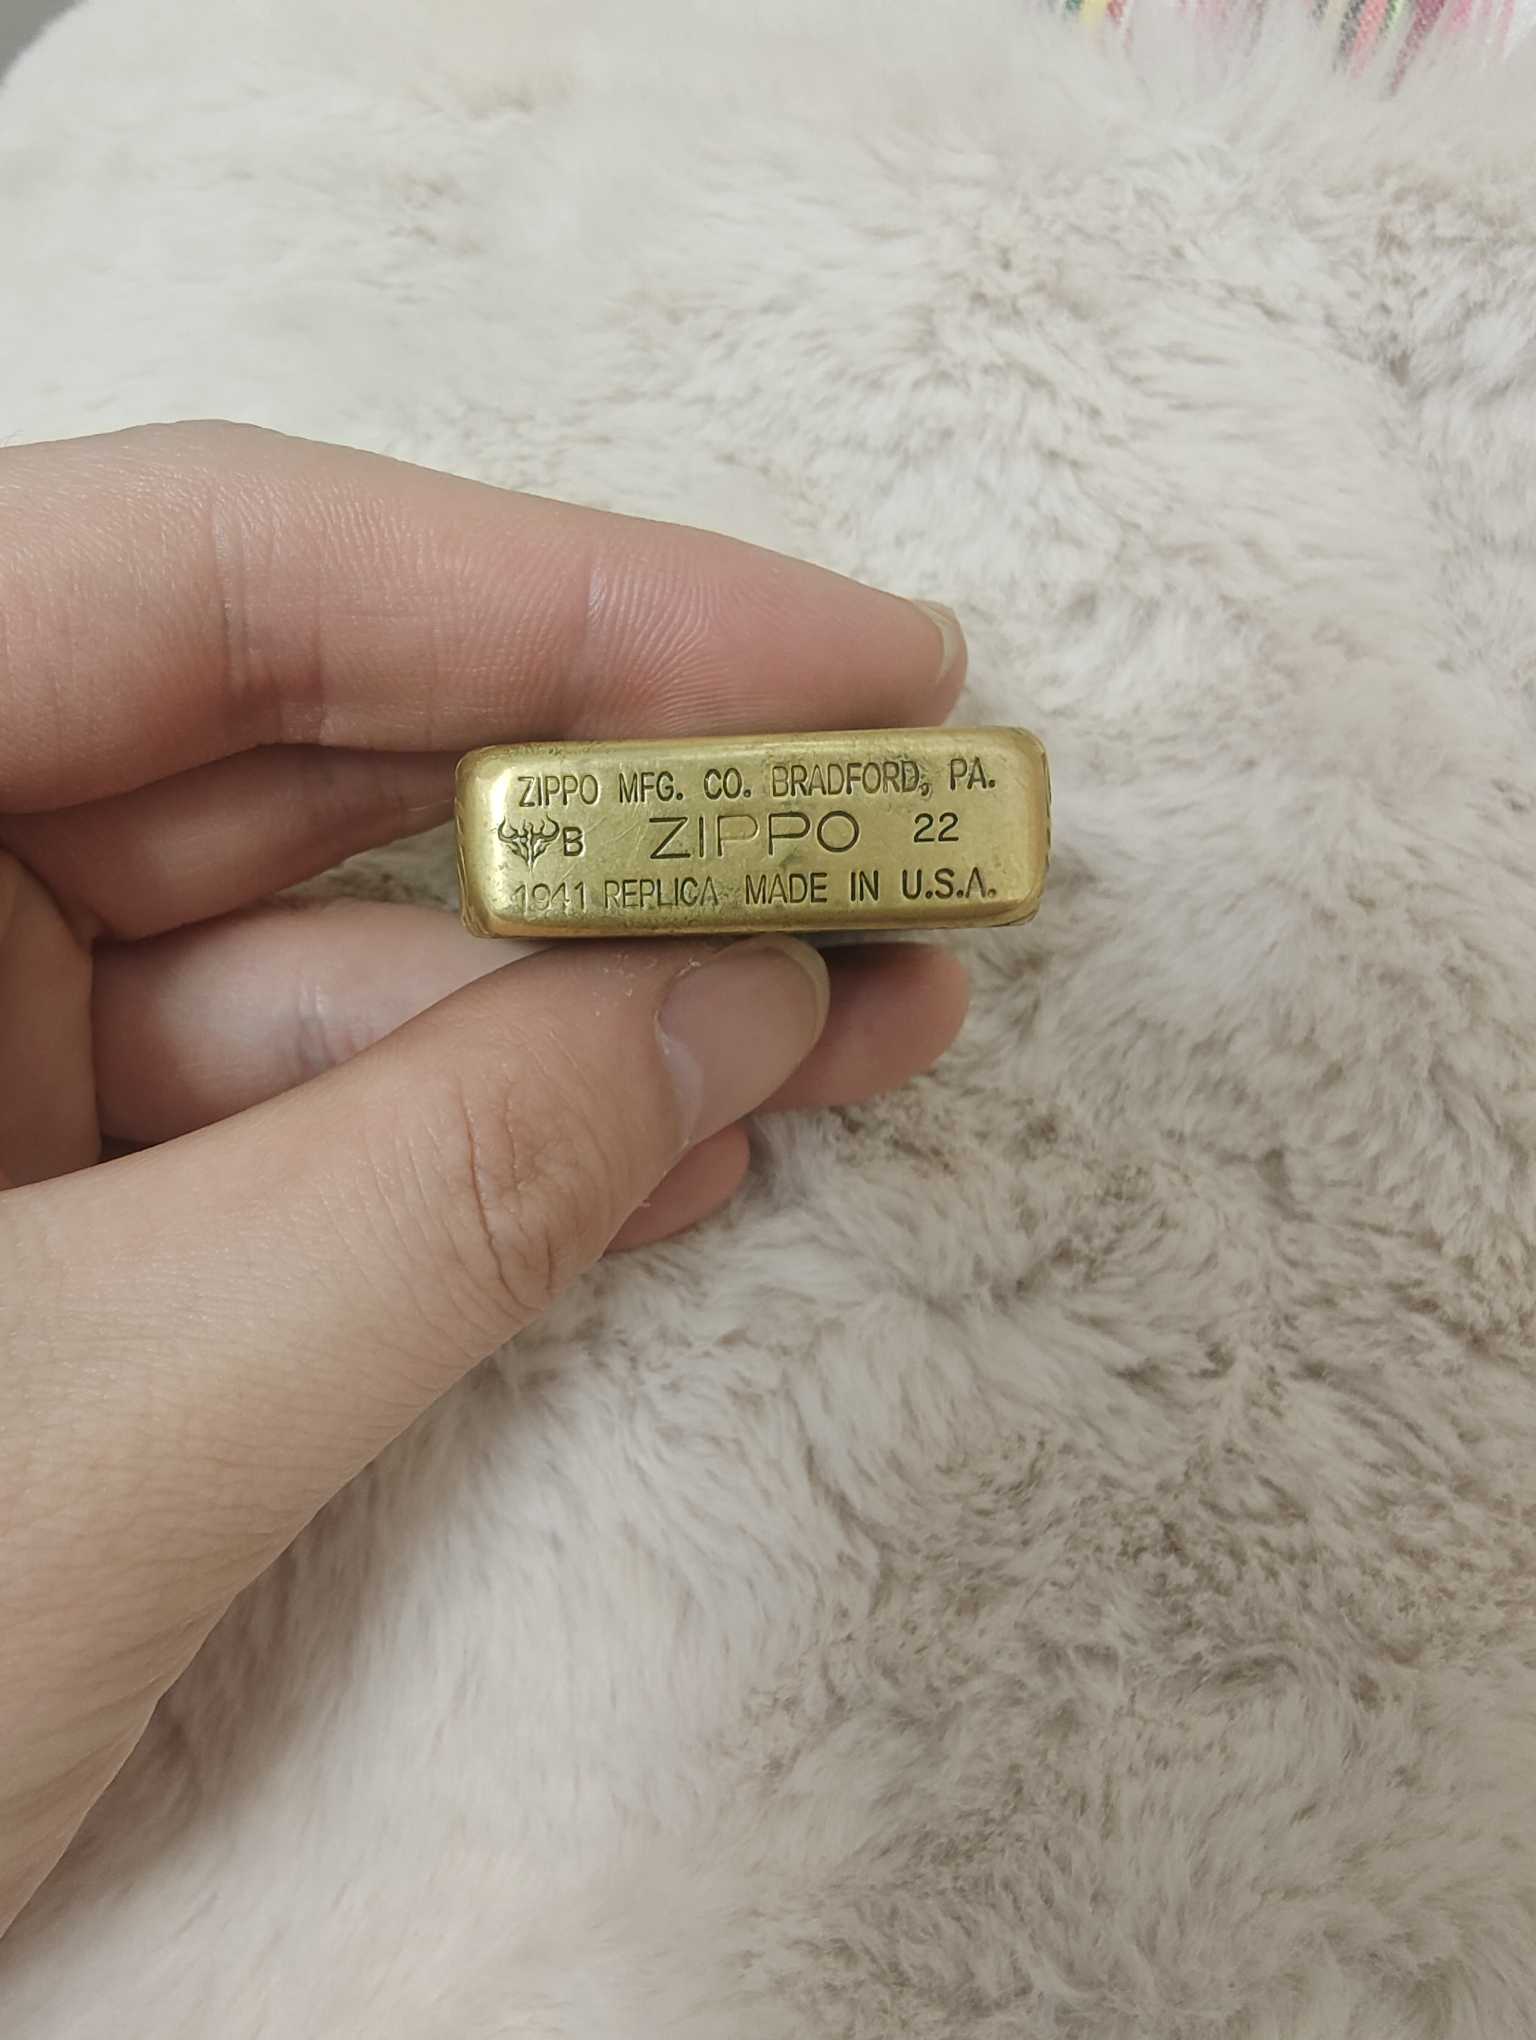 ZIPPO MFG. CO. BRADFORD, PA.
B ZIPPO 22
1941 REPLICA MADE IN U.S.A.